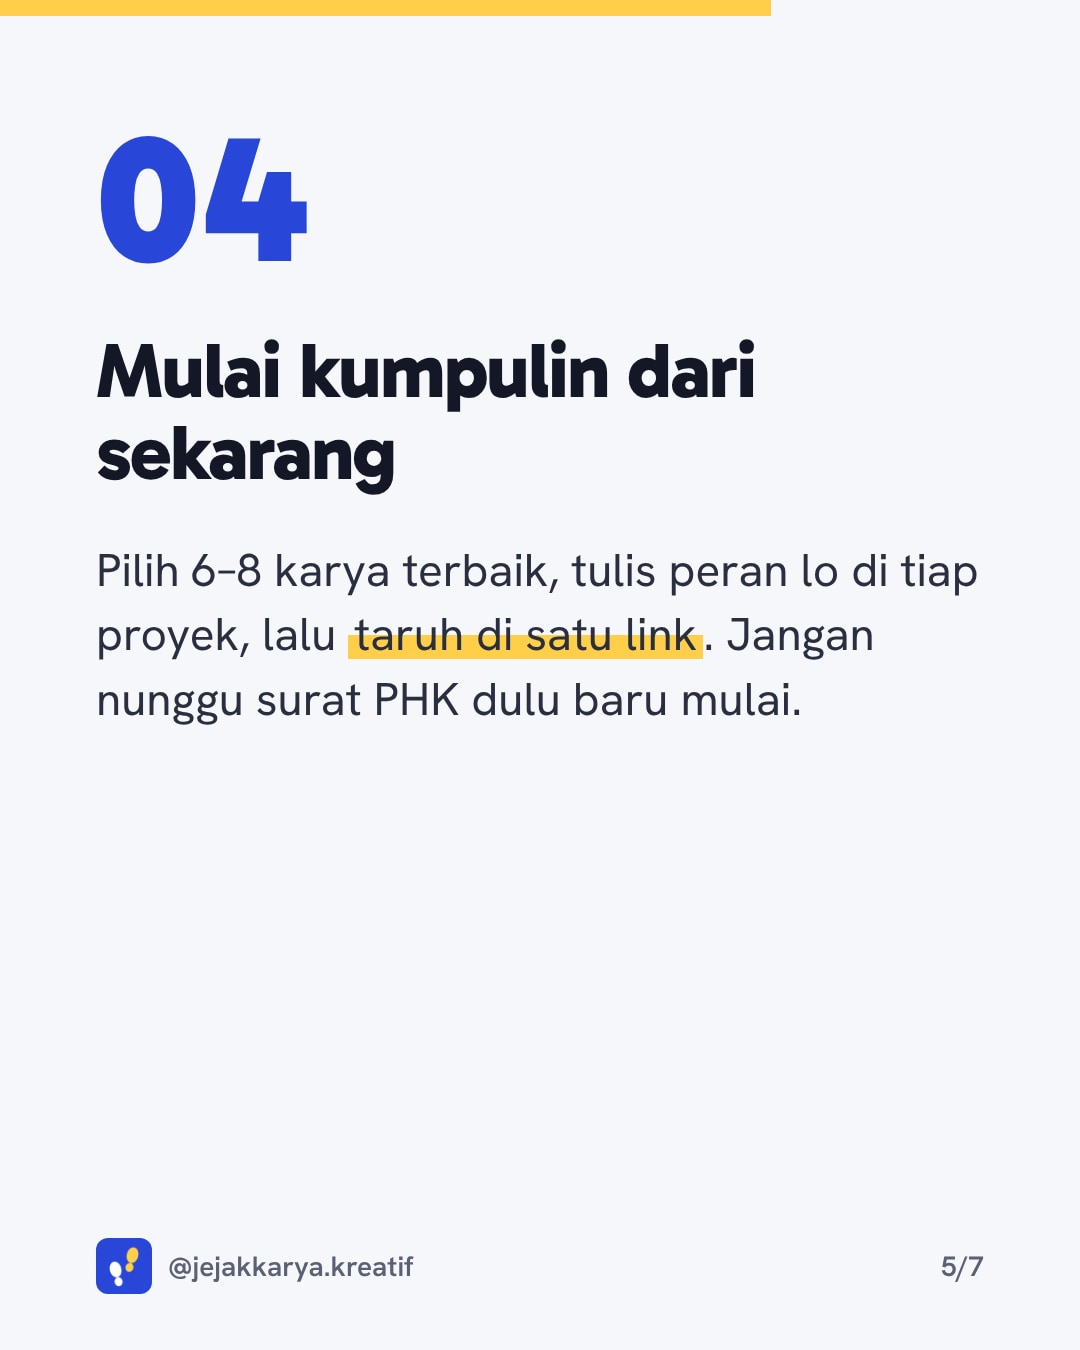 04
Mulai kumpulin dari
sekarang
Pilih 6–8 karya terbaik, tulis peran lo di tiap
proyek, lalu taruh di satu link. Jangan
nunggu surat PHK dulu baru mulai.
@jejakkarya.kreatif
5/7